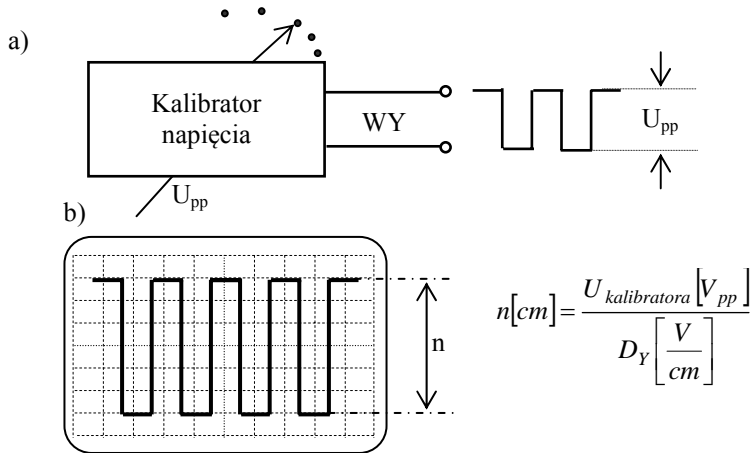 a)
Kalibrator
napięcia
WY
U_pp
U_pp
b)
n
n[cm] = U_kalibratora [V_pp] / D_Y [V/cm]